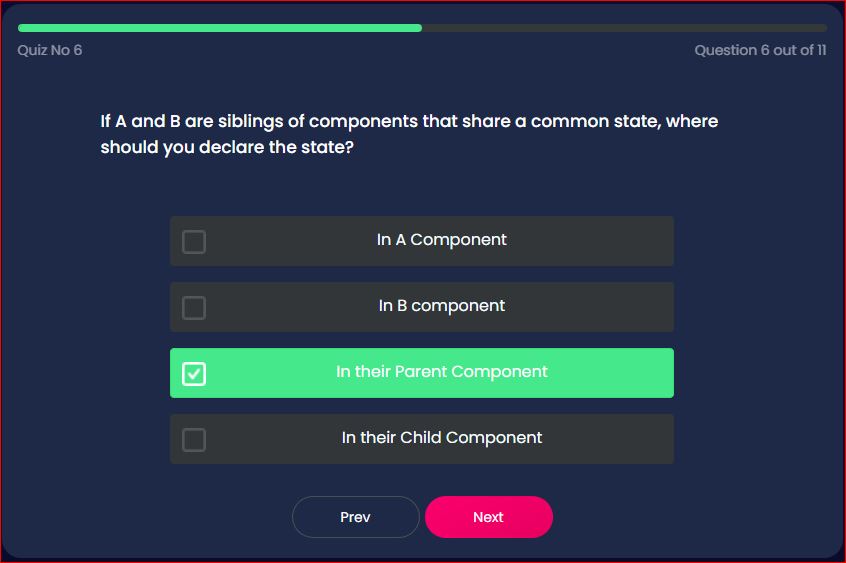 Quiz No 6
Question 6 out of 11
If A and B are siblings of components that share a common state, where
should you declare the state?
In A Component
In B component
In their Parent Component
In their Child Component
Prev
Next